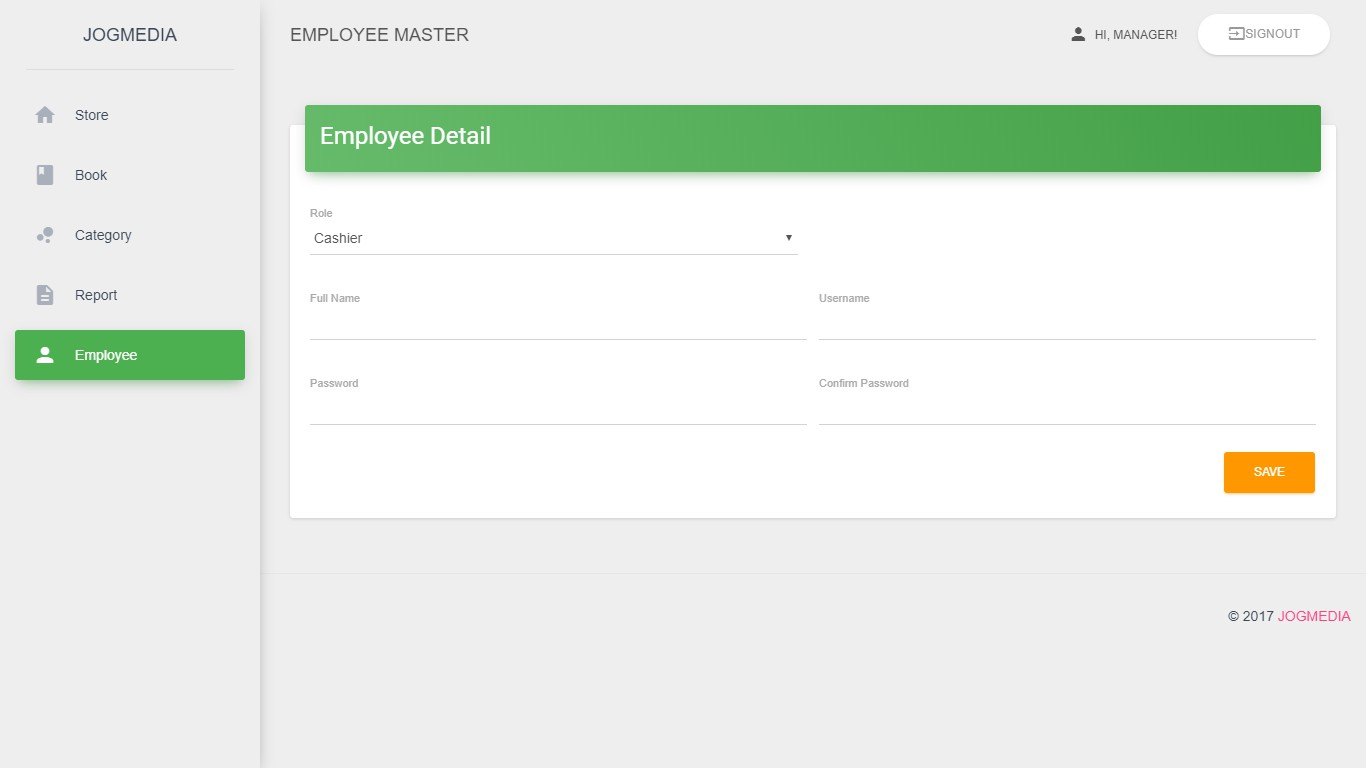 JOGMEDIA
Store
Book
Category
Report
Employee
EMPLOYEE MASTER
HI, MANAGER!
SIGNOUT
Employee Detail
Role
Cashier
Full Name
Username
Password
Confirm Password
SAVE
© 2017 JOGMEDIA